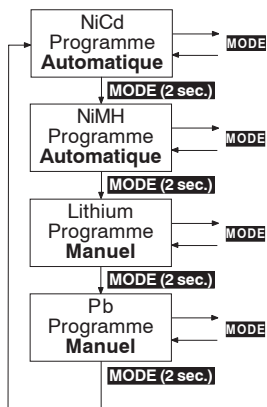 NiCd
Programme
Automatique
MODE
MODE (2 sec.)
NiMH
Programme
Automatique
MODE
MODE (2 sec.)
Lithium
Programme
Manuel
MODE
MODE (2 sec.)
Pb
Programme
Manuel
MODE
MODE (2 sec.)